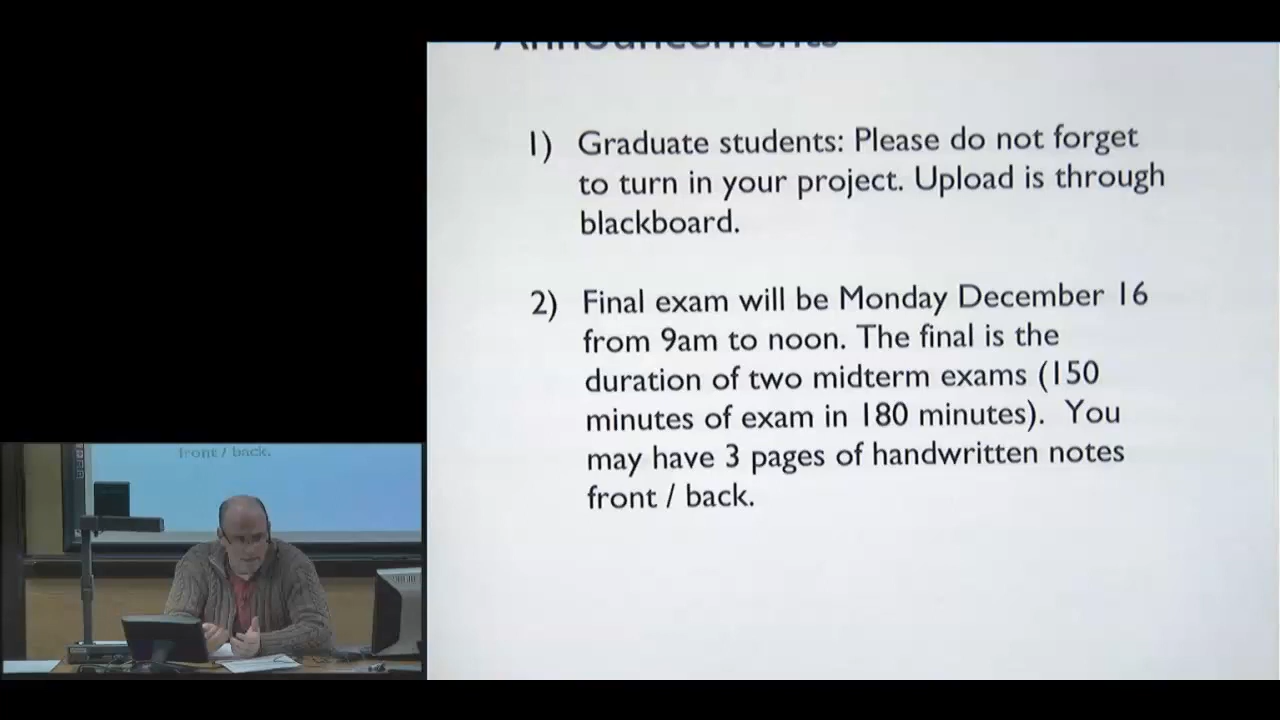 Announcements
1) Graduate students: Please do not forget
to turn in your project. Upload is through
blackboard.
2) Final exam will be Monday December 16
from 9am to noon. The final is the
duration of two midterm exams (150
minutes of exam in 180 minutes). You
may have 3 pages of handwritten notes
front / back.
front / back.